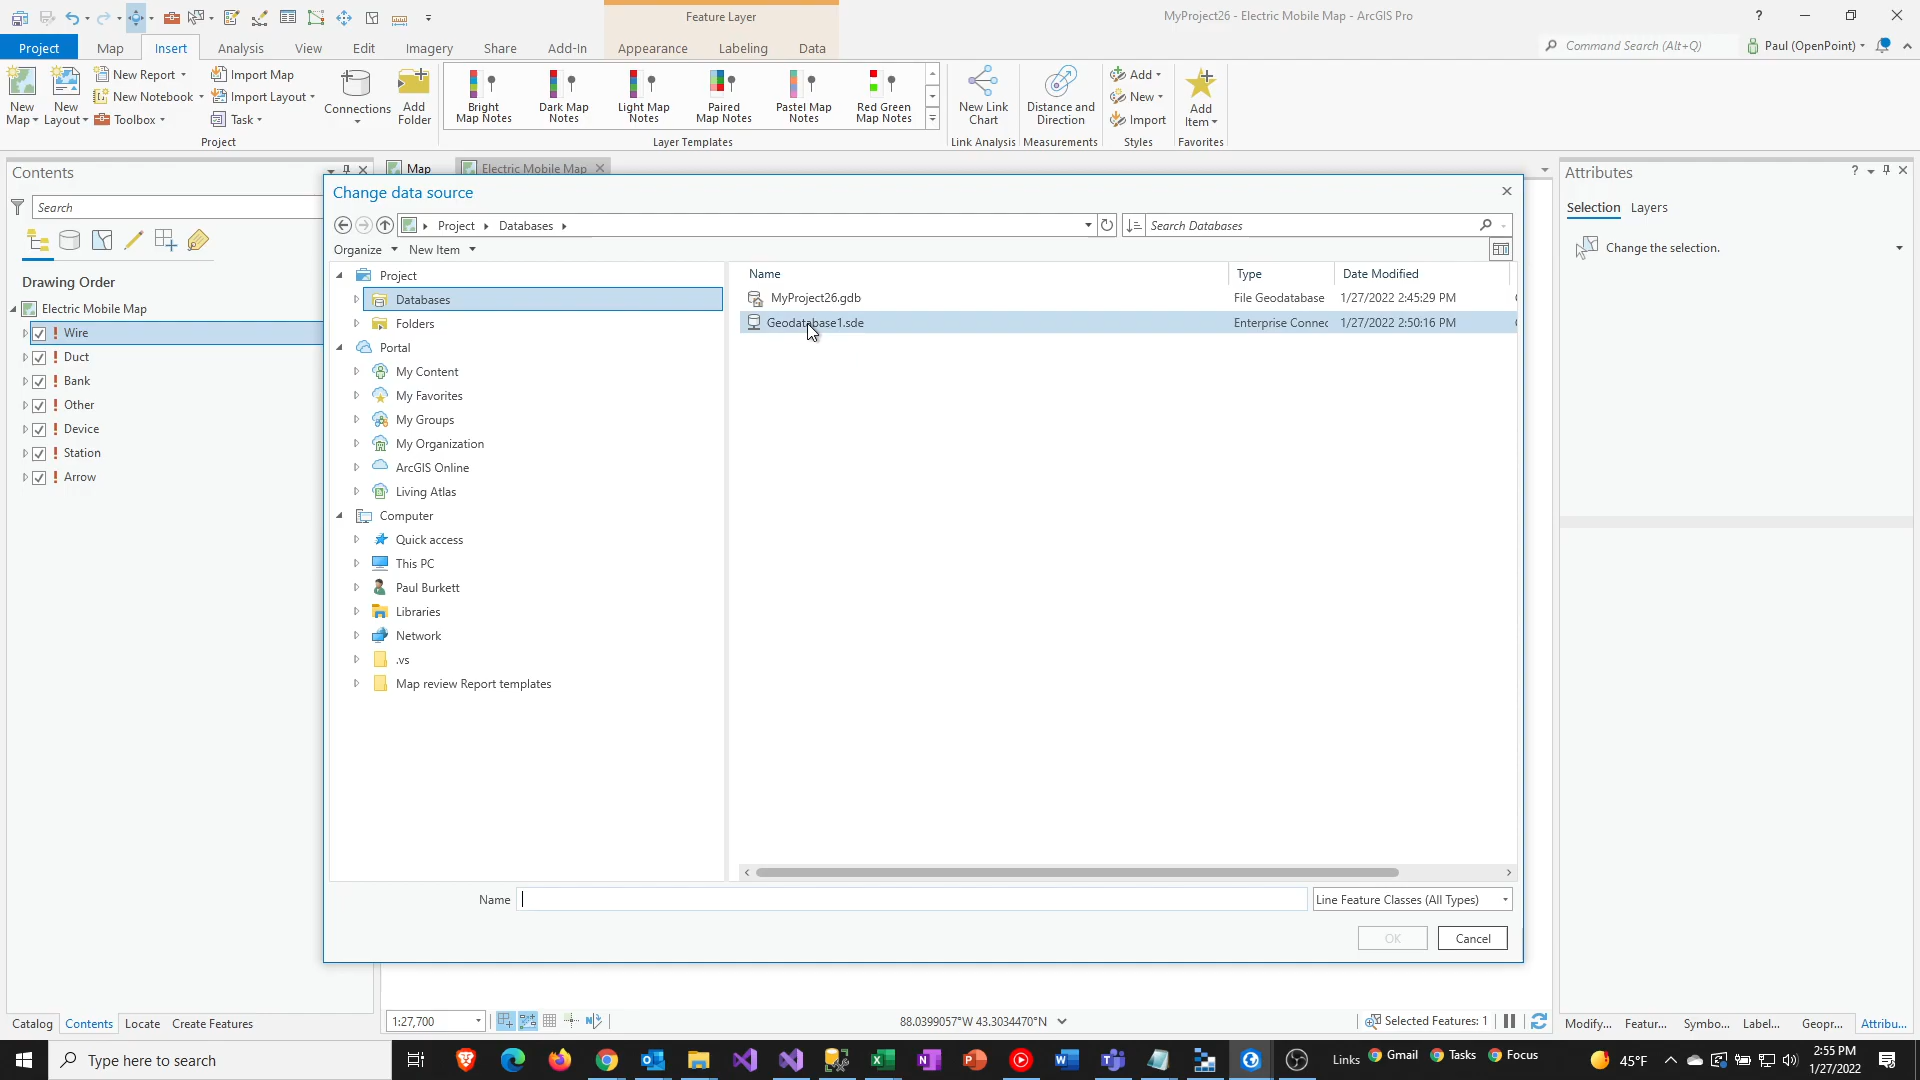 Feature Layer
MyProject26 - Electric Mobile Map - ArcGIS Pro
?
Project
Map
Insert
Analysis
View
Edit
Imagery
Share
Add-In
Appearance
Labeling
Data
Command Search (Alt+Q)
Paul (OpenPoint)
New Map
New Layout
New Report
New Notebook
Toolbox
Import Map
Import Layout
Task
Connections
Add Folder
Project
Bright Map Notes
Dark Map Notes
Light Map Notes
Paired Map Notes
Pastel Map Notes
Red Green Map Notes
Layer Templates
New Link Chart
Link Analysis
Distance and Direction
Measurements
Add
New
Import
Styles
Add Item
Favorites
Contents
Search
Drawing Order
Electric Mobile Map
Wire
Duct
Bank
Other
Device
Station
Arrow
Map
Electric Mobile Map
Change data source
Project
Databases
Search Databases
Organize
New Item
Project
Databases
Folders
Portal
My Content
My Favorites
My Groups
My Organization
ArcGIS Online
Living Atlas
Computer
Quick access
This PC
Paul Burkett
Libraries
Network
.vs
Map review Report templates
Name Type Date Modified
MyProject26.gdb File Geodatabase 1/27/2022 2:45:29 PM
Geodatabase1.sde Enterprise Connec 1/27/2022 2:50:16 PM
Name
Line Feature Classes (All Types)
OK
Cancel
Attributes
?
Selection
Layers
Change the selection.
Catalog
Contents
Locate
Create Features
1:27,700
88.0399057°W 43.3034470°N
Selected Features: 1
Modify...
Featur...
Symbo...
Label...
Geopr...
Attribu...
Type here to search
Links
Gmail
Tasks
Focus
45°F
2:55 PM
1/27/2022